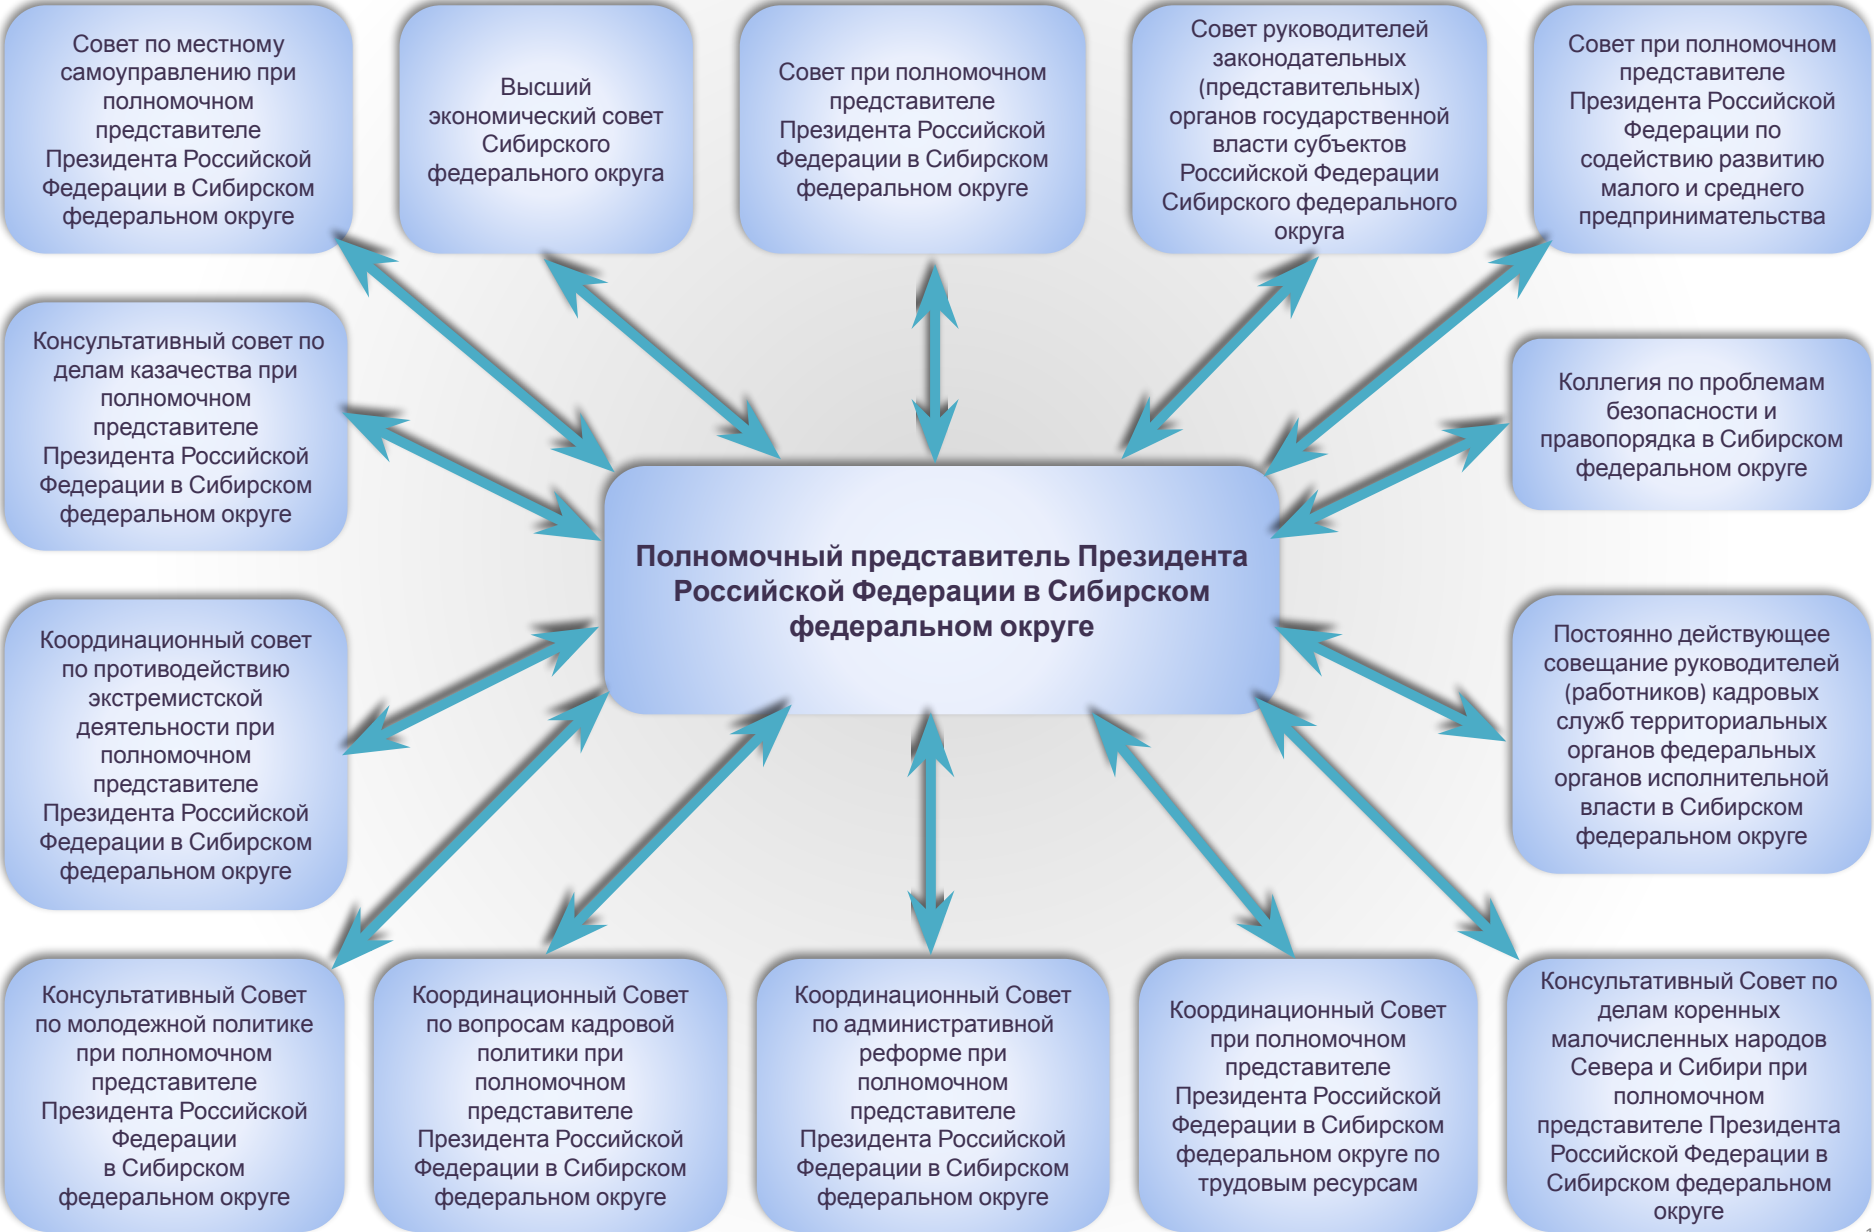 Совет по местному
самоуправлению при
полномочном
представителе
Президента Российской
Федерации в Сибирском
федеральном округе
Высший
экономический совет
Сибирского
федерального округа
Совет при полномочном
представителе
Президента Российской
Федерации в Сибирском
федеральном округе
Совет руководителей
законодательных
(представительных)
органов государственной
власти субъектов
Российской Федерации
Сибирского федерального
округа
Совет при полномочном
представителе
Президента Российской
Федерации по
содействию развитию
малого и среднего
предпринимательства
Консультативный совет по
делам казачества при
полномочном
представителе
Президента Российской
Федерации в Сибирском
федеральном округе
Коллегия по проблемам
безопасности и
правопорядка в Сибирском
федеральном округе
Полномочный представитель Президента
Российской Федерации в Сибирском
федеральном округе
Координационный совет
по противодействию
экстремистской
деятельности при
полномочном
представителе
Президента Российской
Федерации в Сибирском
федеральном округе
Постоянно действующее
совещание руководителей
(работников) кадровых
служб территориальных
органов федеральных
органов исполнительной
власти в Сибирском
федеральном округе
Консультативный Совет
по молодежной политике
при полномочном
представителе
Президента Российской
Федерации
в Сибирском
федеральном округе
Координационный Совет
по вопросам кадровой
политики при
полномочном
представителе
Президента Российской
Федерации в Сибирском
федеральном округе
Координационный Совет
по административной
реформе при
полномочном
представителе
Президента Российской
Федерации в Сибирском
федеральном округе
Координационный Совет
при полномочном
представителе
Президента Российской
Федерации в Сибирском
федеральном округе по
трудовым ресурсам
Консультативный Совет по
делам коренных
малочисленных народов
Севера и Сибири при
полномочном
представителе Президента
Российской Федерации в
Сибирском федеральном
округе